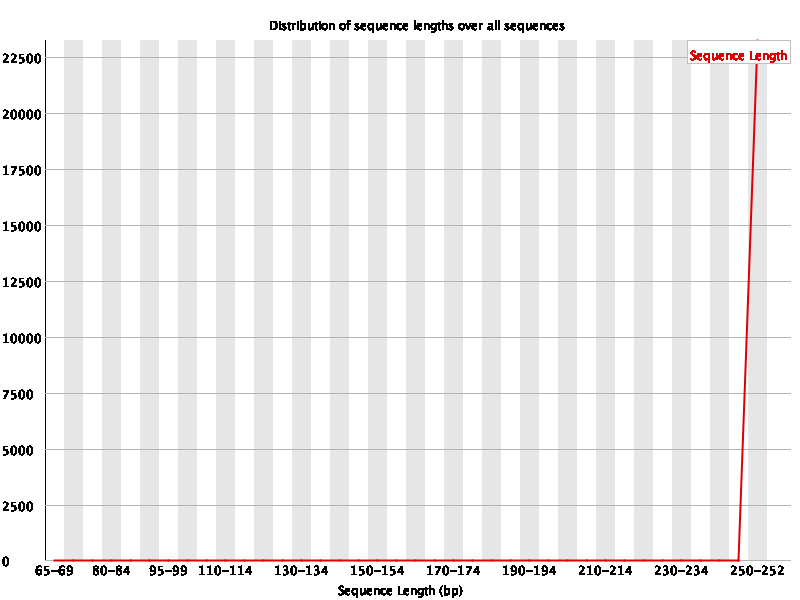 Distribution of sequence lengths over all sequences
Sequence Length
22500
20000
17500
15000
12500
10000
7500
5000
2500
0
65–69 80–84 95–99 110–114 130–134 150–154 170–174 190–194 210–214 230–234 250–252
Sequence Length (bp)